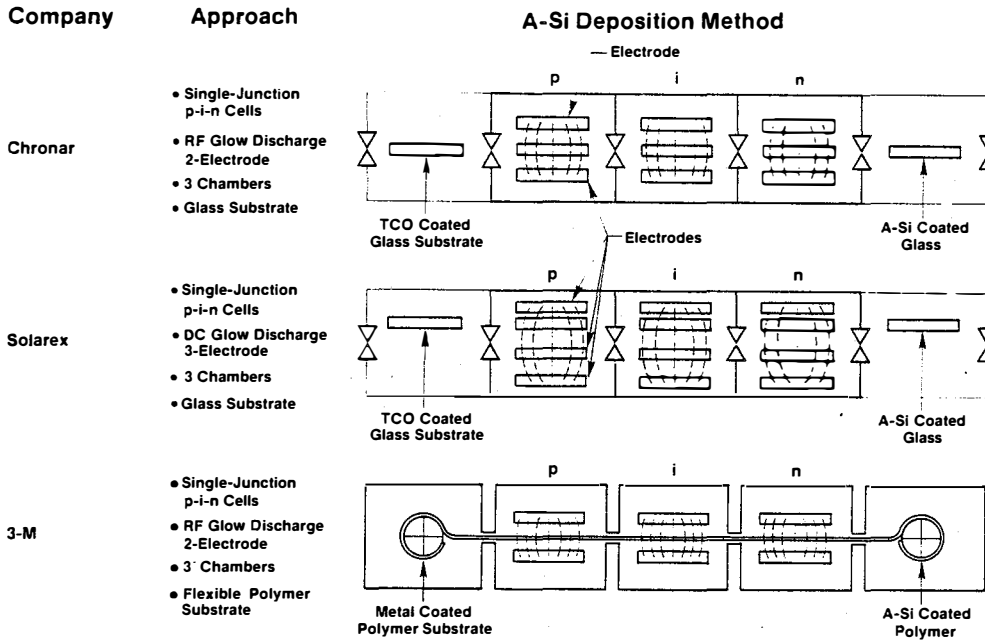 Company Approach A-Si Deposition Method
— Electrode
p i n
Chronar
• Single-Junction
p-i-n Cells
• RF Glow Discharge
2-Electrode
• 3 Chambers
• Glass Substrate
TCO Coated
Glass Substrate
Electrodes
A-Si Coated
Glass
p i n
Solarex
• Single-Junction
p-i-n Cells
• DC Glow Discharge
3-Electrode
• 3 Chambers
• Glass Substrate
TCO Coated
Glass Substrate
A-Si Coated
Glass
p i n
3-M
• Single-Junction
p-i-n Cells
• RF Glow Discharge
2-Electrode
• 3 Chambers
• Flexible Polymer
Substrate
Metal Coated
Polymer Substrate
A-Si Coated
Polymer